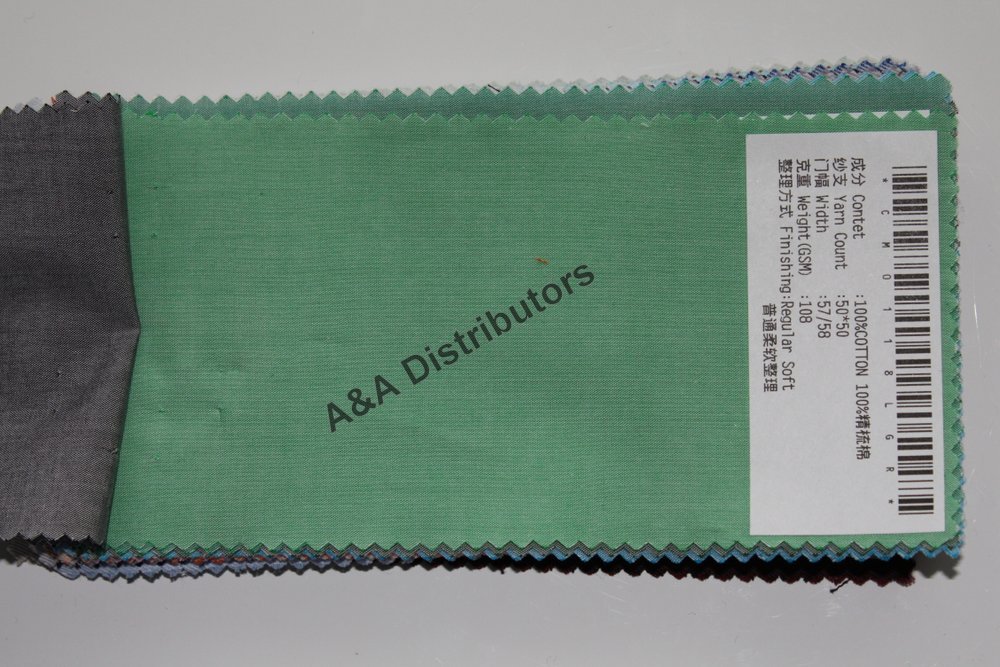 *CM0118LGR*
成分 Contet :100%COTTON 100%精梳棉
纱支 Yarn Count :50*50
门幅 Width :57/58
克重 Weight(GSM) :108
整理方式 Finishing:Regular Soft
普通柔软整理
A&A Distributors